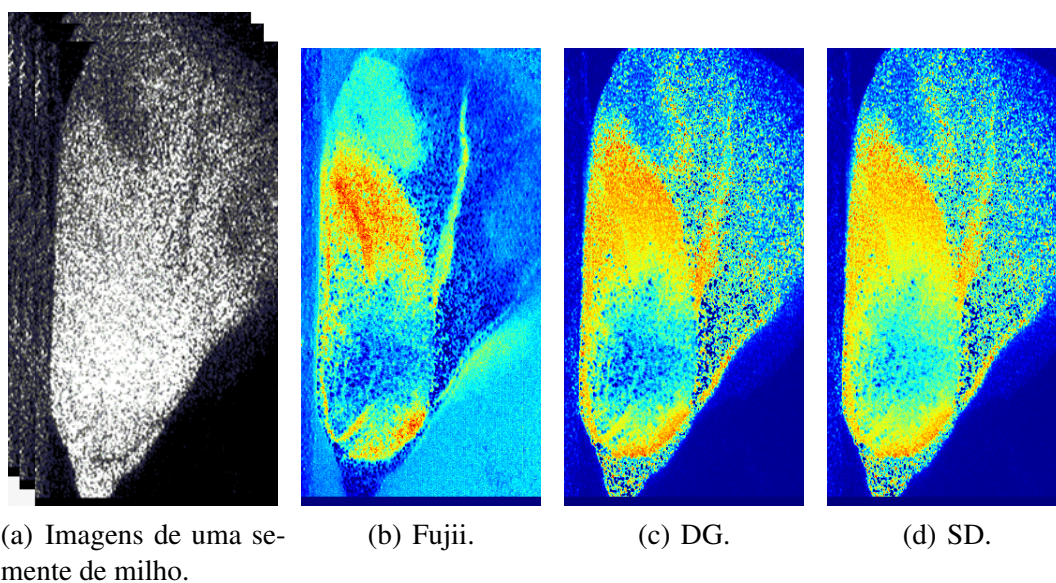 (a) Imagens de uma se-
mente de milho.
(b) Fujii.
(c) DG.
(d) SD.